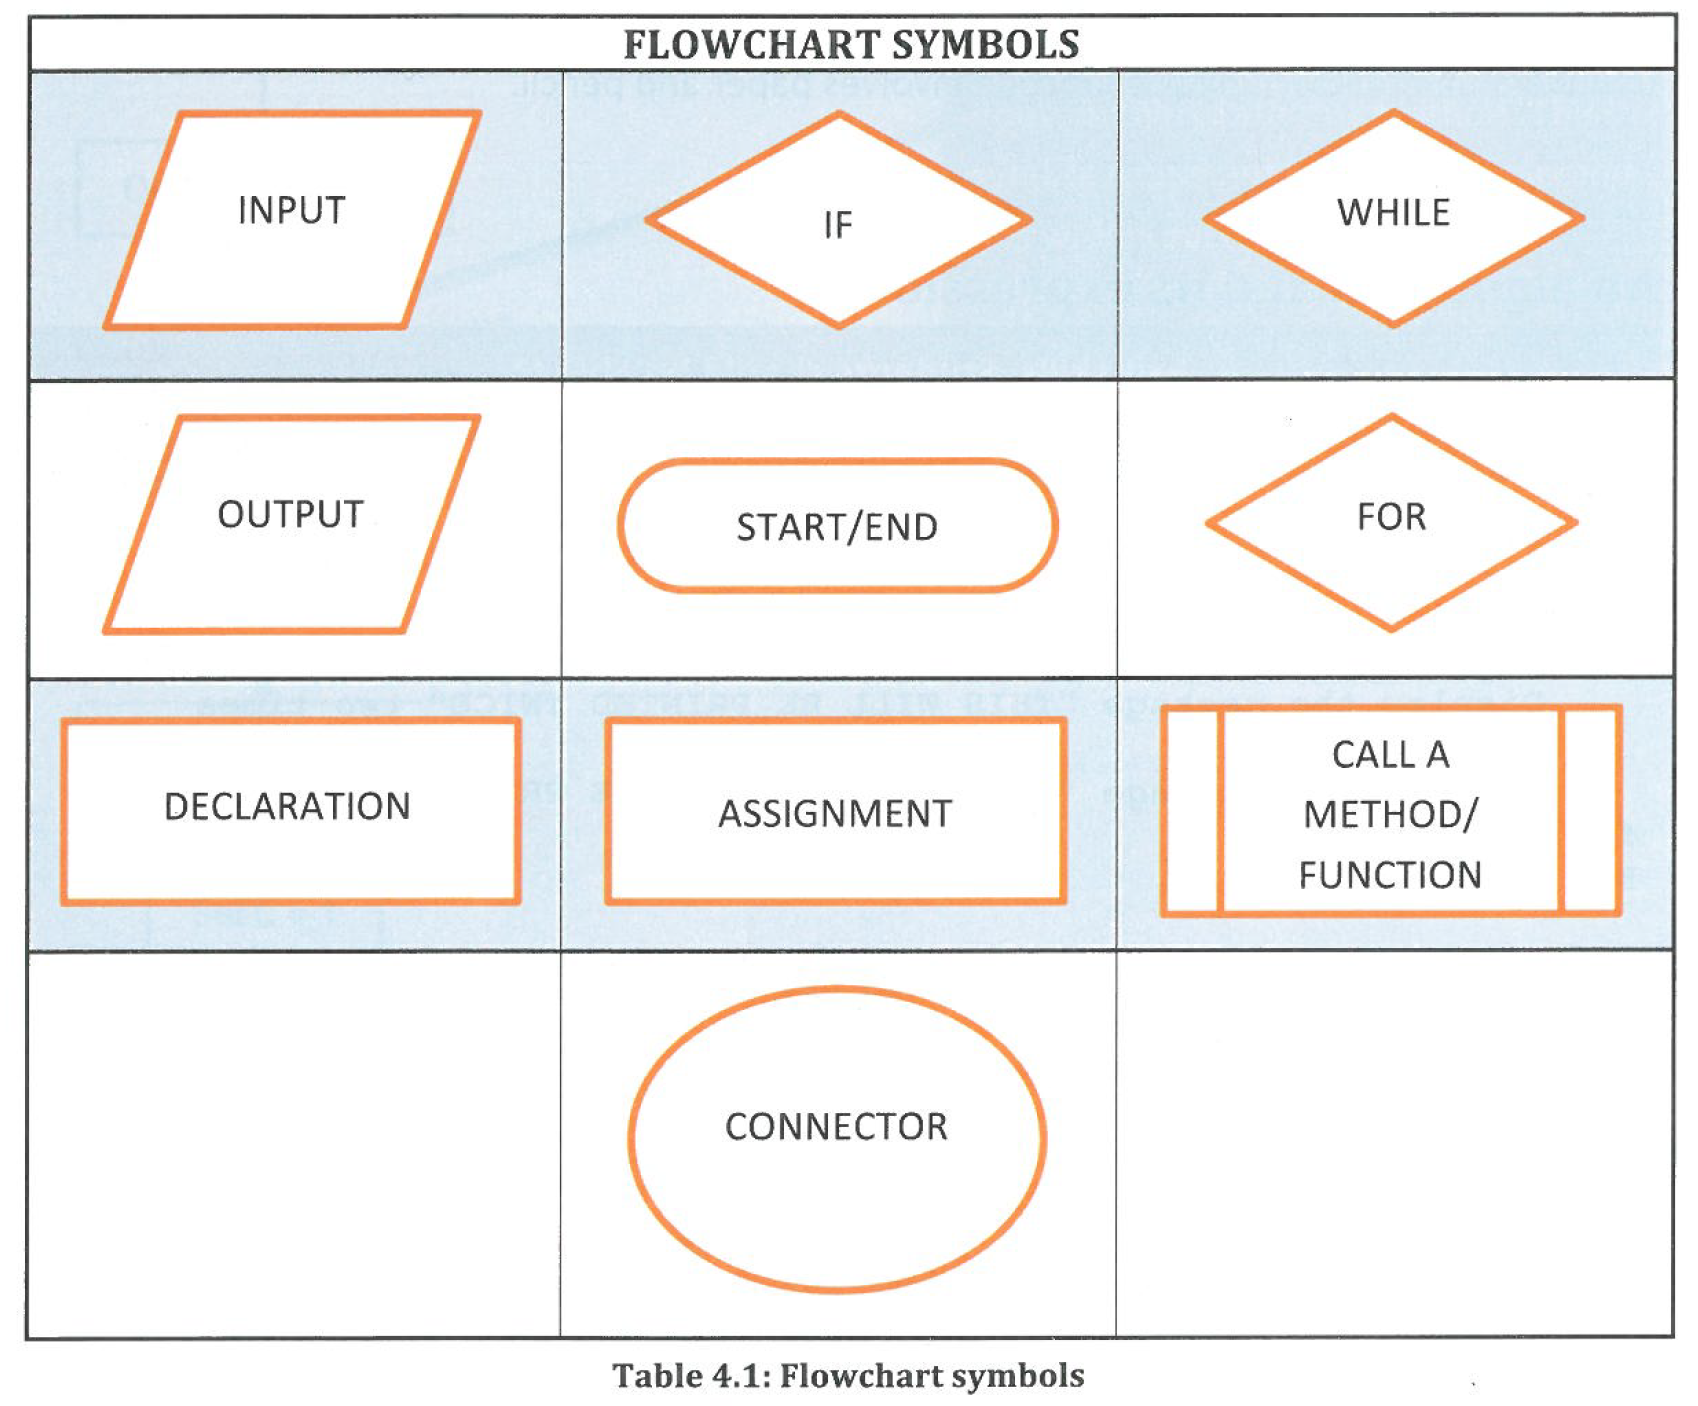 FLOWCHART SYMBOLS
INPUT
IF
WHILE
OUTPUT
START/END
FOR
DECLARATION
ASSIGNMENT
CALL A
METHOD/
FUNCTION
CONNECTOR
Table 4.1: Flowchart symbols